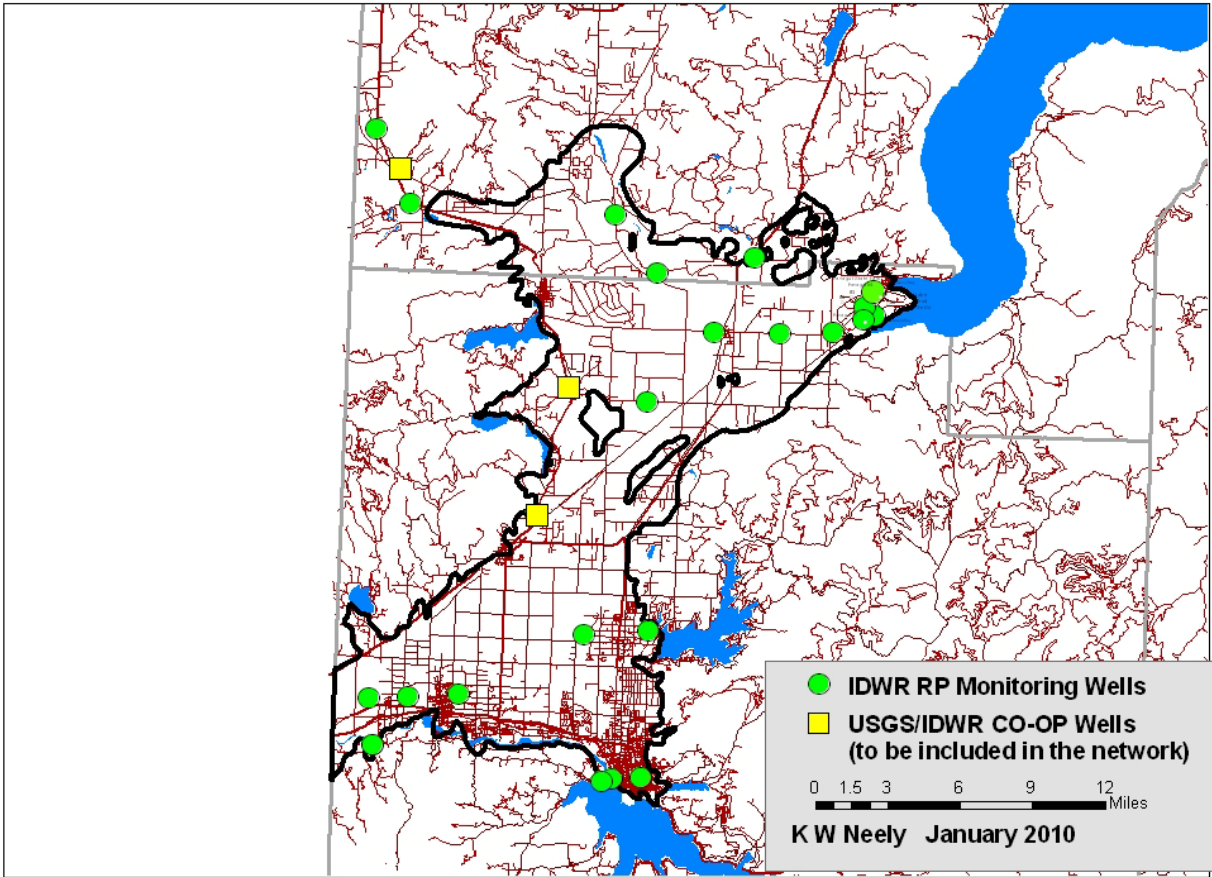 IDWR RP Monitoring Wells
USGS/IDWR CO-OP Wells
(to be included in the network)
0 1.5 3 6 9 12
Miles
K W Neely January 2010